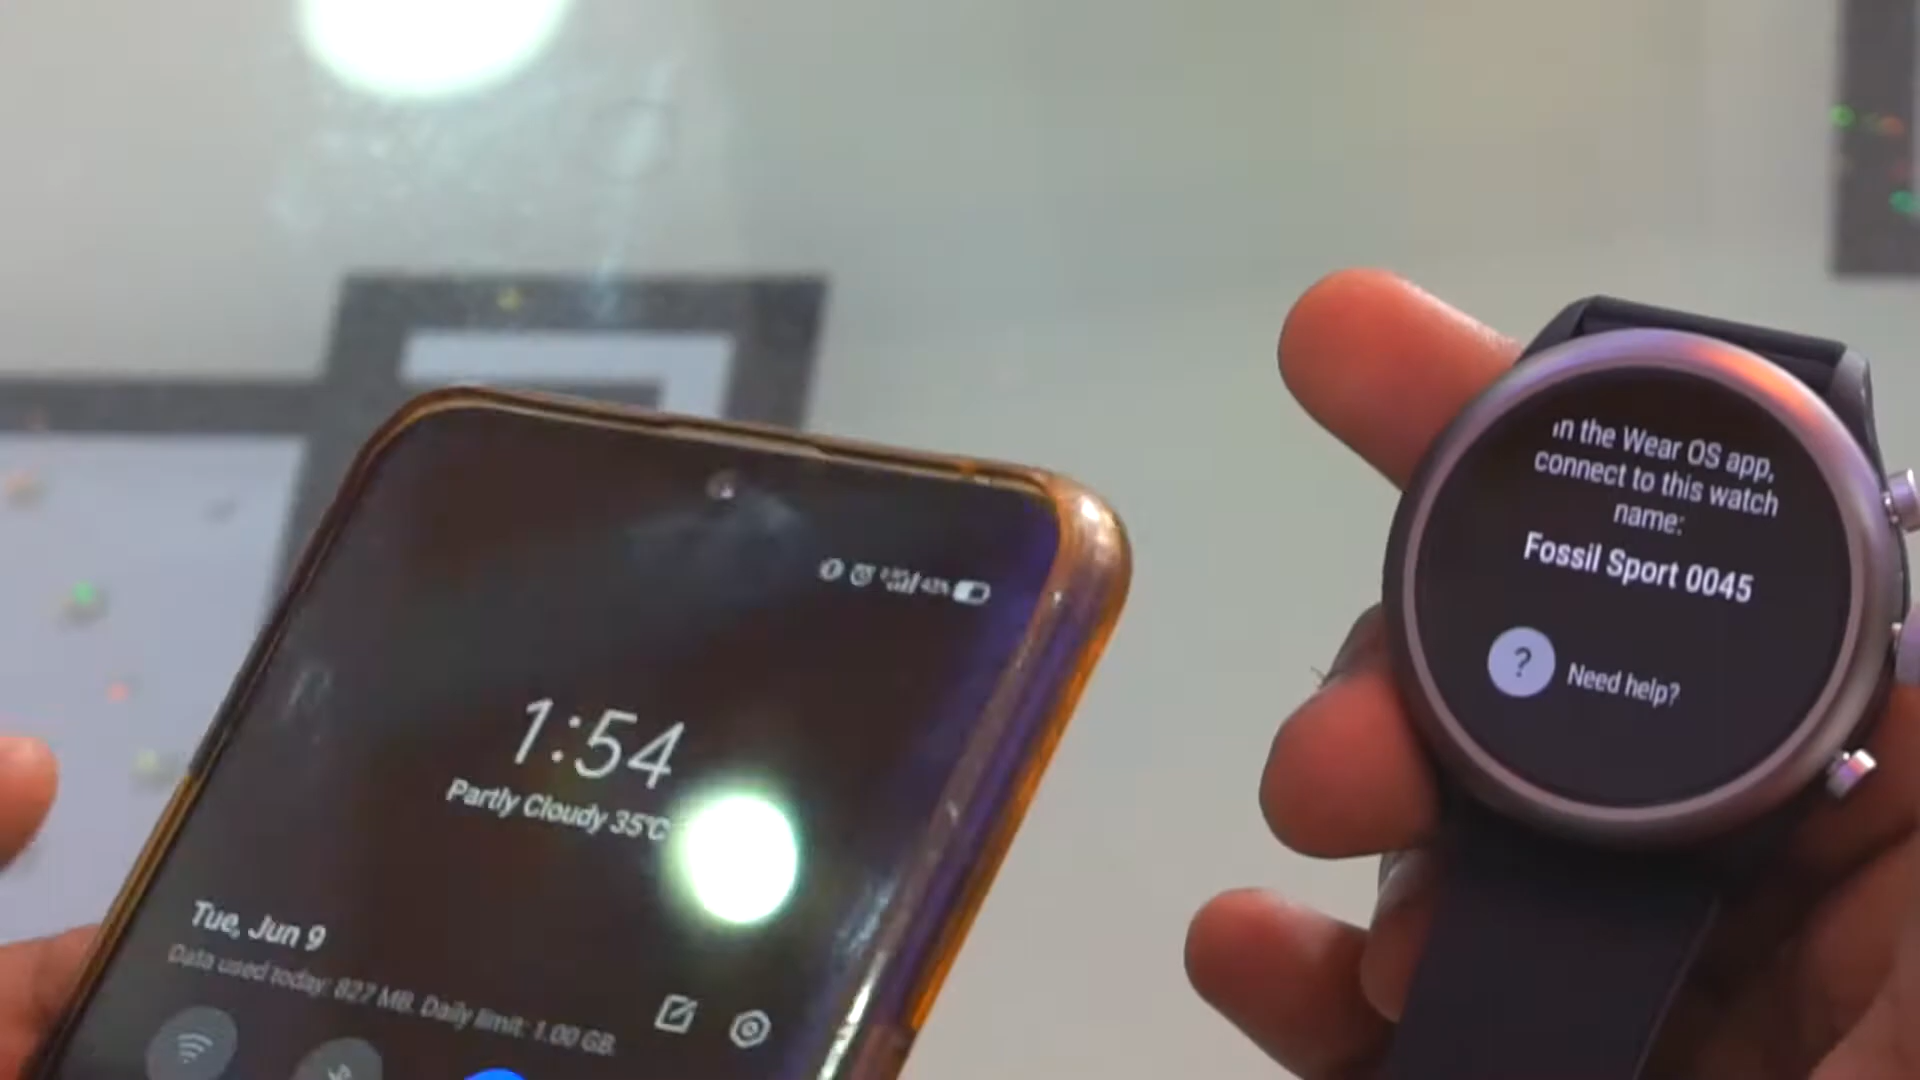 1:54
Partly Cloudy 35°C
Tue, Jun 9
Data used today: 827 MB. Daily limit: 1.00 GB.
in the Wear OS app,
connect to this watch
name:
Fossil Sport 0045
?
Need help?